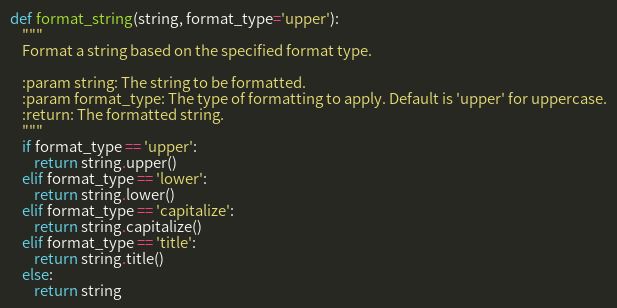 def format_string(string, format_type='upper'):
    """
    Format a string based on the specified format type.

    :param string: The string to be formatted.
    :param format_type: The type of formatting to apply. Default is 'upper' for uppercase.
    :return: The formatted string.
    """
    if format_type == 'upper':
        return string.upper()
    elif format_type == 'lower':
        return string.lower()
    elif format_type == 'capitalize':
        return string.capitalize()
    elif format_type == 'title':
        return string.title()
    else:
        return string